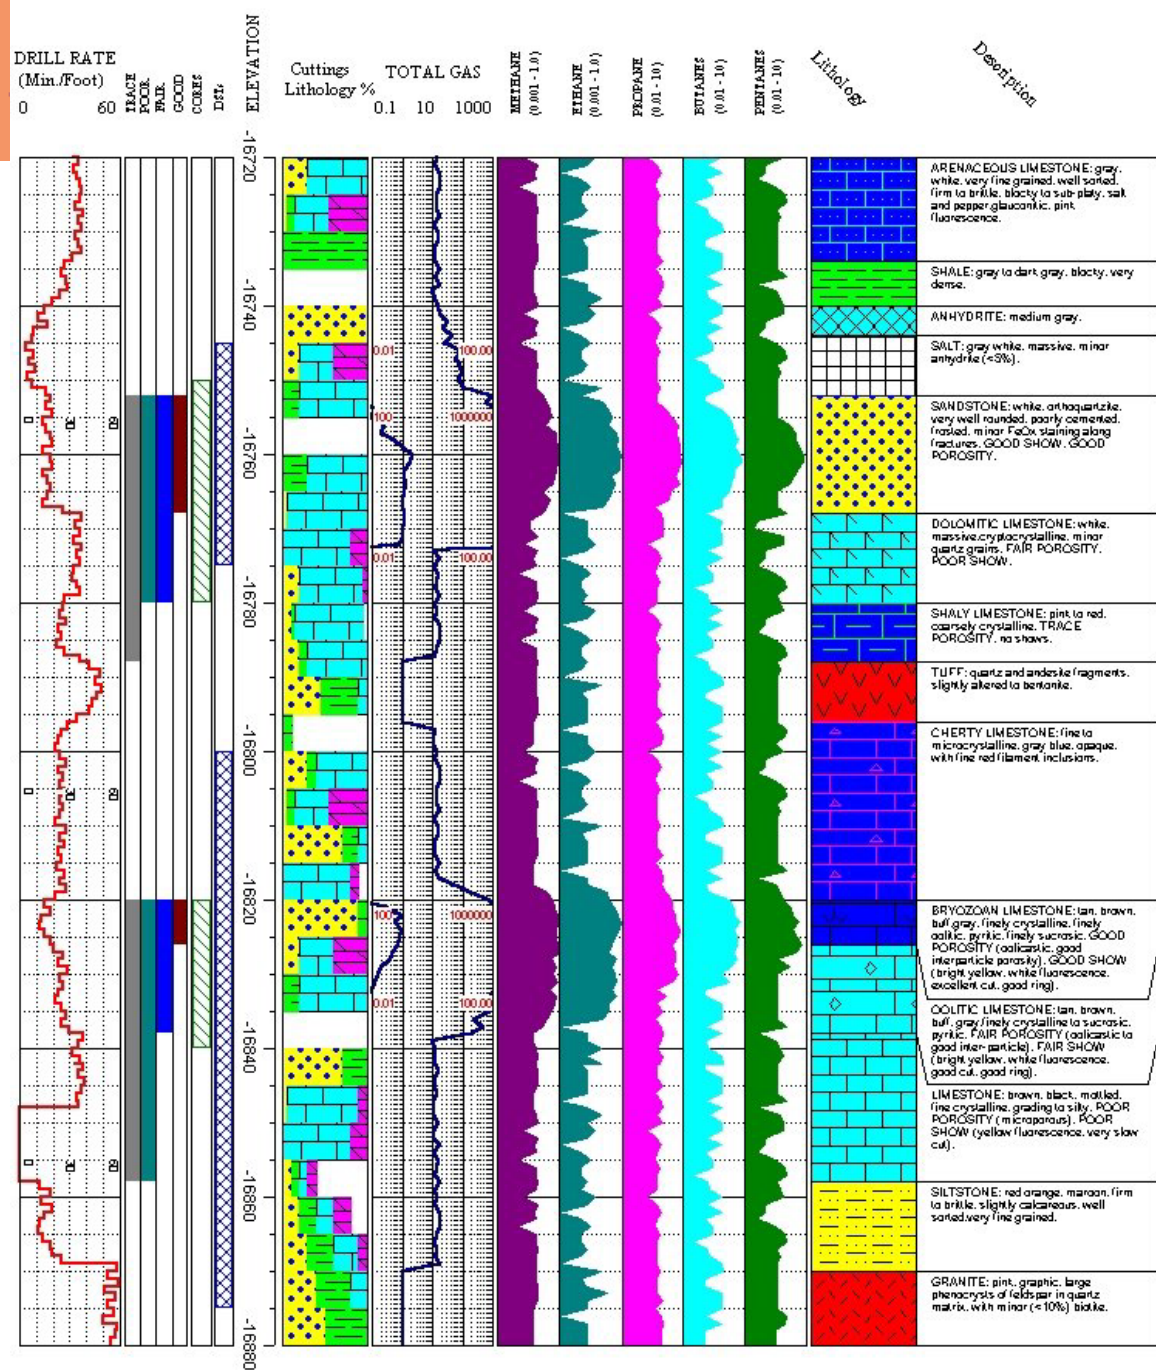 DRILL RATE
(Min./Foot)
0 60
TRACE
POOR
FAIR
GOOD
CORES
DSTs
ELEVATION
Cuttings
Lithology %
TOTAL GAS
0.1 10 1000
METHANE
(0.001 - 1.0)
ETHANE
(0.001 - 1.0)
PROPANE
(0.01 - 10)
BUTANES
(0.01 - 10)
PENTANES
(0.01 - 10)
Lithology
Description
-16720
-16740
-16760
-16780
-16800
-16820
-16840
-16860
-16880
0.01 100.00
100 1000000
0.01 100.00
100 1000000
0.01 100.00
ARENACEOUS LIMESTONE: gray,
white, very fine grained, well sorted,
firm to brittle, blocky to sub-platy, salt
and pepper,glauconitic, pink
fluorescence.
SHALE: gray to dark gray, blocky, very
dense.
ANHYDRITE: medium gray.
SALT: gray white, massive, minor
anhydrite (<5%).
SANDSTONE: white, orthoquartzite,
very well rounded, poorly cemented,
frosted, minor FeOx staining along
fractures. GOOD SHOW. GOOD
POROSITY.
DOLOMITIC LIMESTONE: white,
massive,cryptocrystalline, minor
quartz grains. FAIR POROSITY.
POOR SHOW.
SHALY LIMESTONE: pink to red,
coarsely crystalline. TRACE
POROSITY. no shows.
TUFF: quartz and andesite fragments,
slightly altered to bentonite.
CHERTY LIMESTONE: fine to
microcrystalline, gray blue, opaque,
with fine red filament inclusions.
BRYOZOAN LIMESTONE: tan, brown,
buff,gray,finely crystalline,finely
oolitic, pyritic,finely sucrosic. GOOD
POROSITY (oolicastic, good
interparticle porosity). GOOD SHOW
(bright yellow, white fluorescence,
excellent cut, good ring).
OOLITIC LIMESTONE: tan, brown,
buff, gray,finely crystalline to sucrosic,
pyritic. FAIR POROSITY (oolicastic to
good inter-particle). FAIR SHOW
(bright yellow, white fluorescence,
good cut, good ring).
LIMESTONE: brown, black, mottled,
fine crystalline, grading to silty. POOR
POROSITY (microporous). POOR
SHOW (yellow fluorescence, very slow
cut).
SILTSTONE: red orange, maroon, firm
to brittle, slightly calcareous, well
sorted,very fine grained.
GRANITE: pink, graphic, large
phenocrysts of feldspar in quartz
matrix, with minor (<10%) biotite.